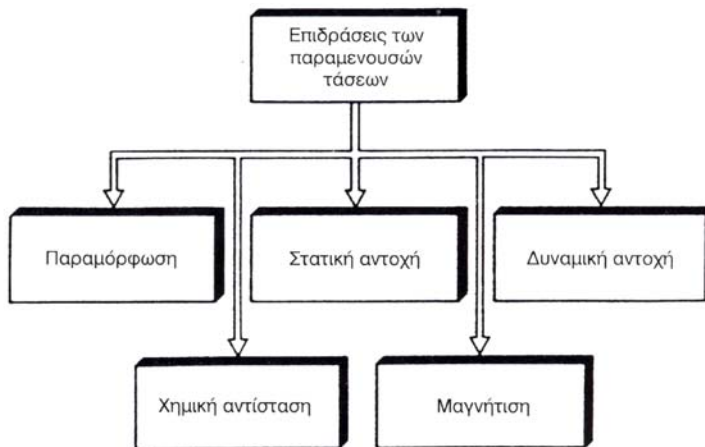 Επιδράσεις των
παραμενουσών
τάσεων
Παραμόρφωση
Στατική αντοχή
Δυναμική αντοχή
Χημική αντίσταση
Μαγνήτιση